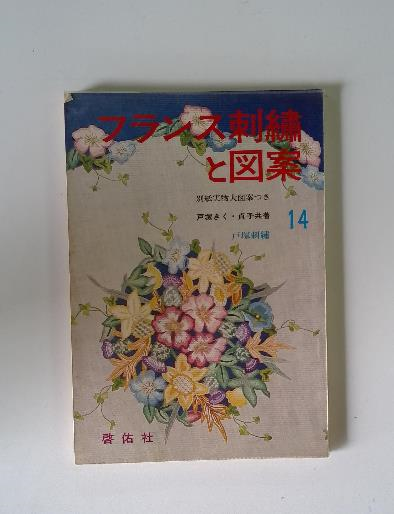 フランス刺繍
と図案
別紙実物大図案つき
戸塚きく・貞子共著
14
戸塚刺繍
啓佑社